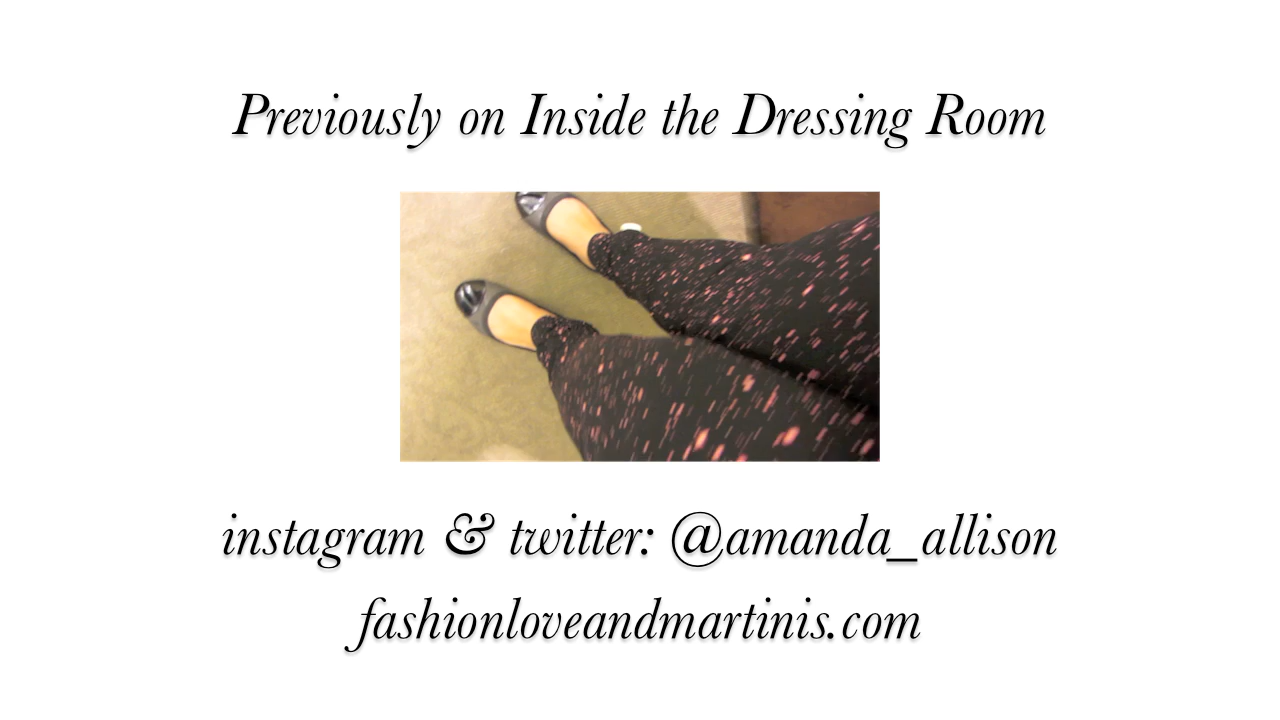 Previously on Inside the Dressing Room
instagram & twitter: @amanda_allison
fashionloveandmartinis.com